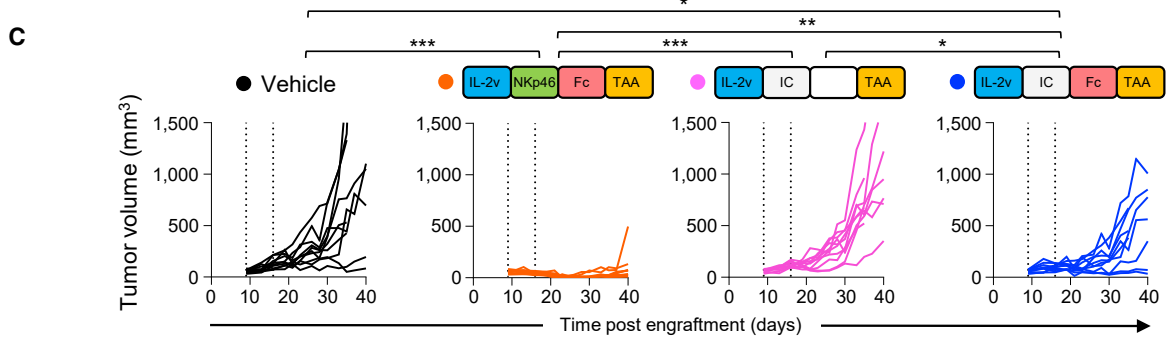 *
**
C
*** *** *
Vehicle IL-2v NKp46 Fc TAA IL-2v IC TAA IL-2v IC Fc TAA
Tumor volume (mm³)
1,500 1,500 1,500 1,500
1,000 1,000 1,000 1,000
500 500 500 500
0 0 0 0
0 10 20 30 40 0 10 20 30 40 0 10 20 30 40 0 10 20 30 40
Time post engraftment (days)